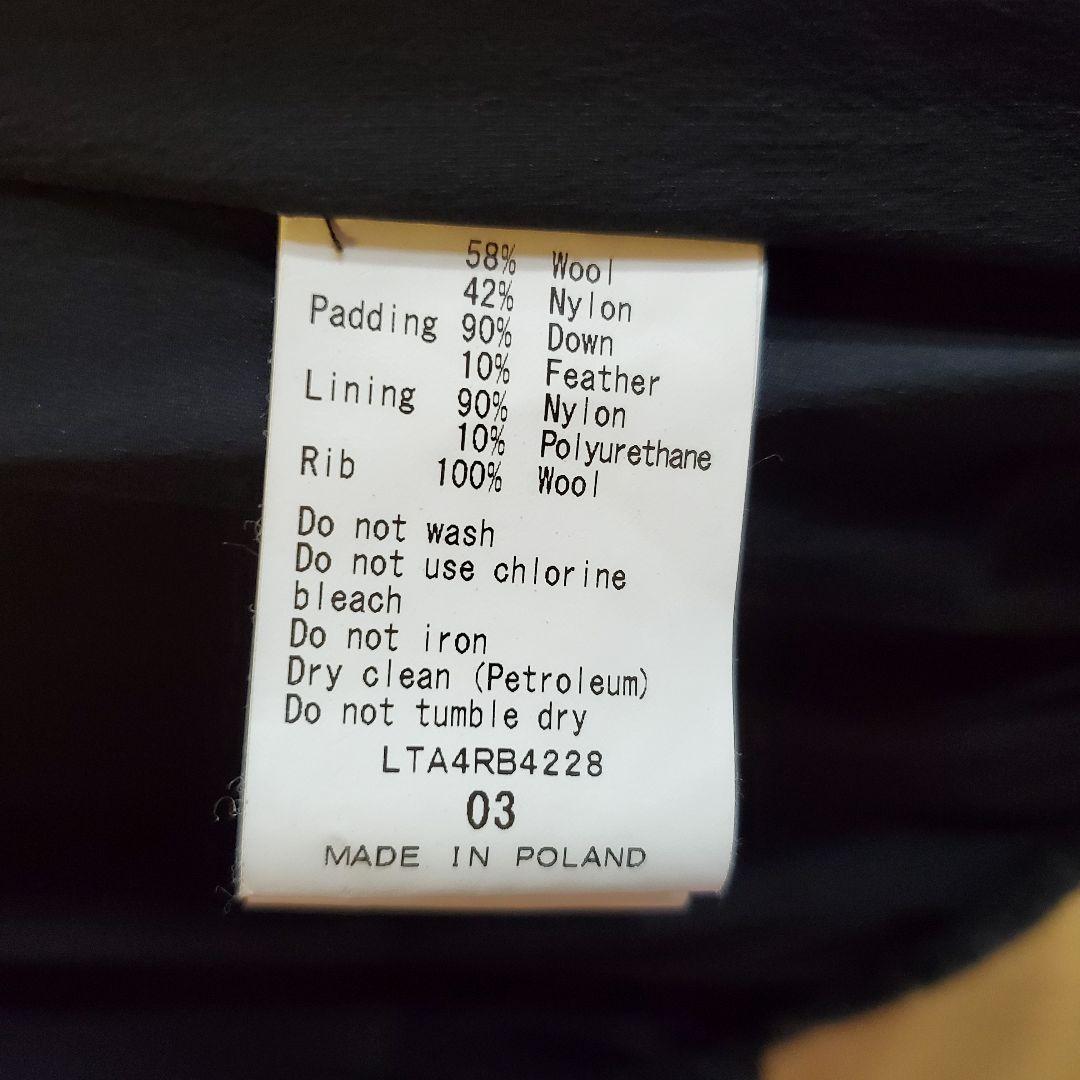 58% Wool
42% Nylon
Padding 90% Down
10% Feather
Lining 90% Nylon
10% Polyurethane
Rib 100% Wool
Do not wash
Do not use chlorine
bleach
Do not iron
Dry clean (Petroleum)
Do not tumble dry
LTA4RB4228
03
MADE IN POLAND